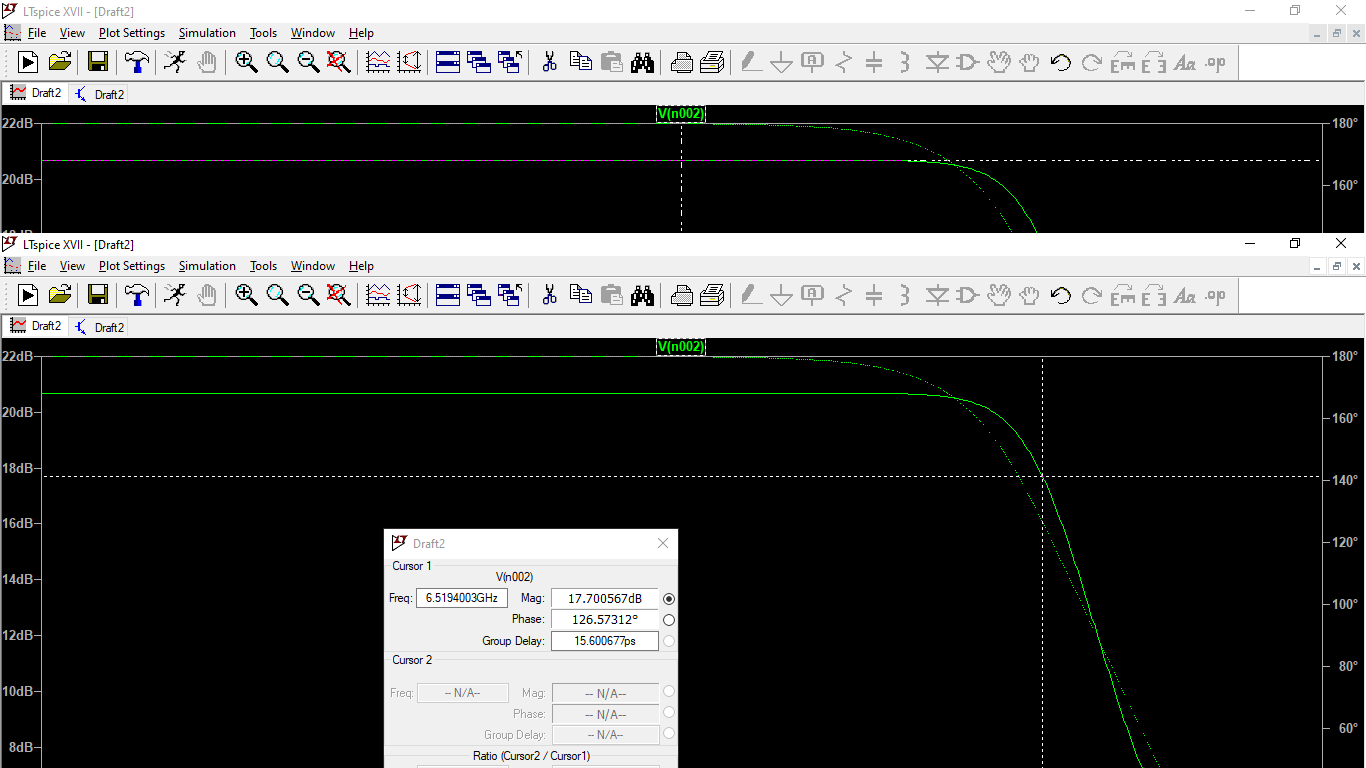 LTspice XVII - [Draft2]
File View Plot Settings Simulation Tools Window Help
Draft2 Draft2
V(n002)
22dB 180°
20dB 160°
LTspice XVII - [Draft2]
File View Plot Settings Simulation Tools Window Help
Draft2 Draft2
V(n002)
22dB 180°
20dB 160°
18dB 140°
16dB 120°
14dB 100°
12dB 80°
10dB 60°
8dB
Draft2
Cursor 1
V(n002)
Freq: 6.5194003GHz Mag: 17.700567dB
Phase: 126.57312°
Group Delay: 15.600677ps
Cursor 2
Freq: -- N/A-- Mag: -- N/A--
Phase: -- N/A--
Group Delay: -- N/A--
Ratio (Cursor2 / Cursor1)